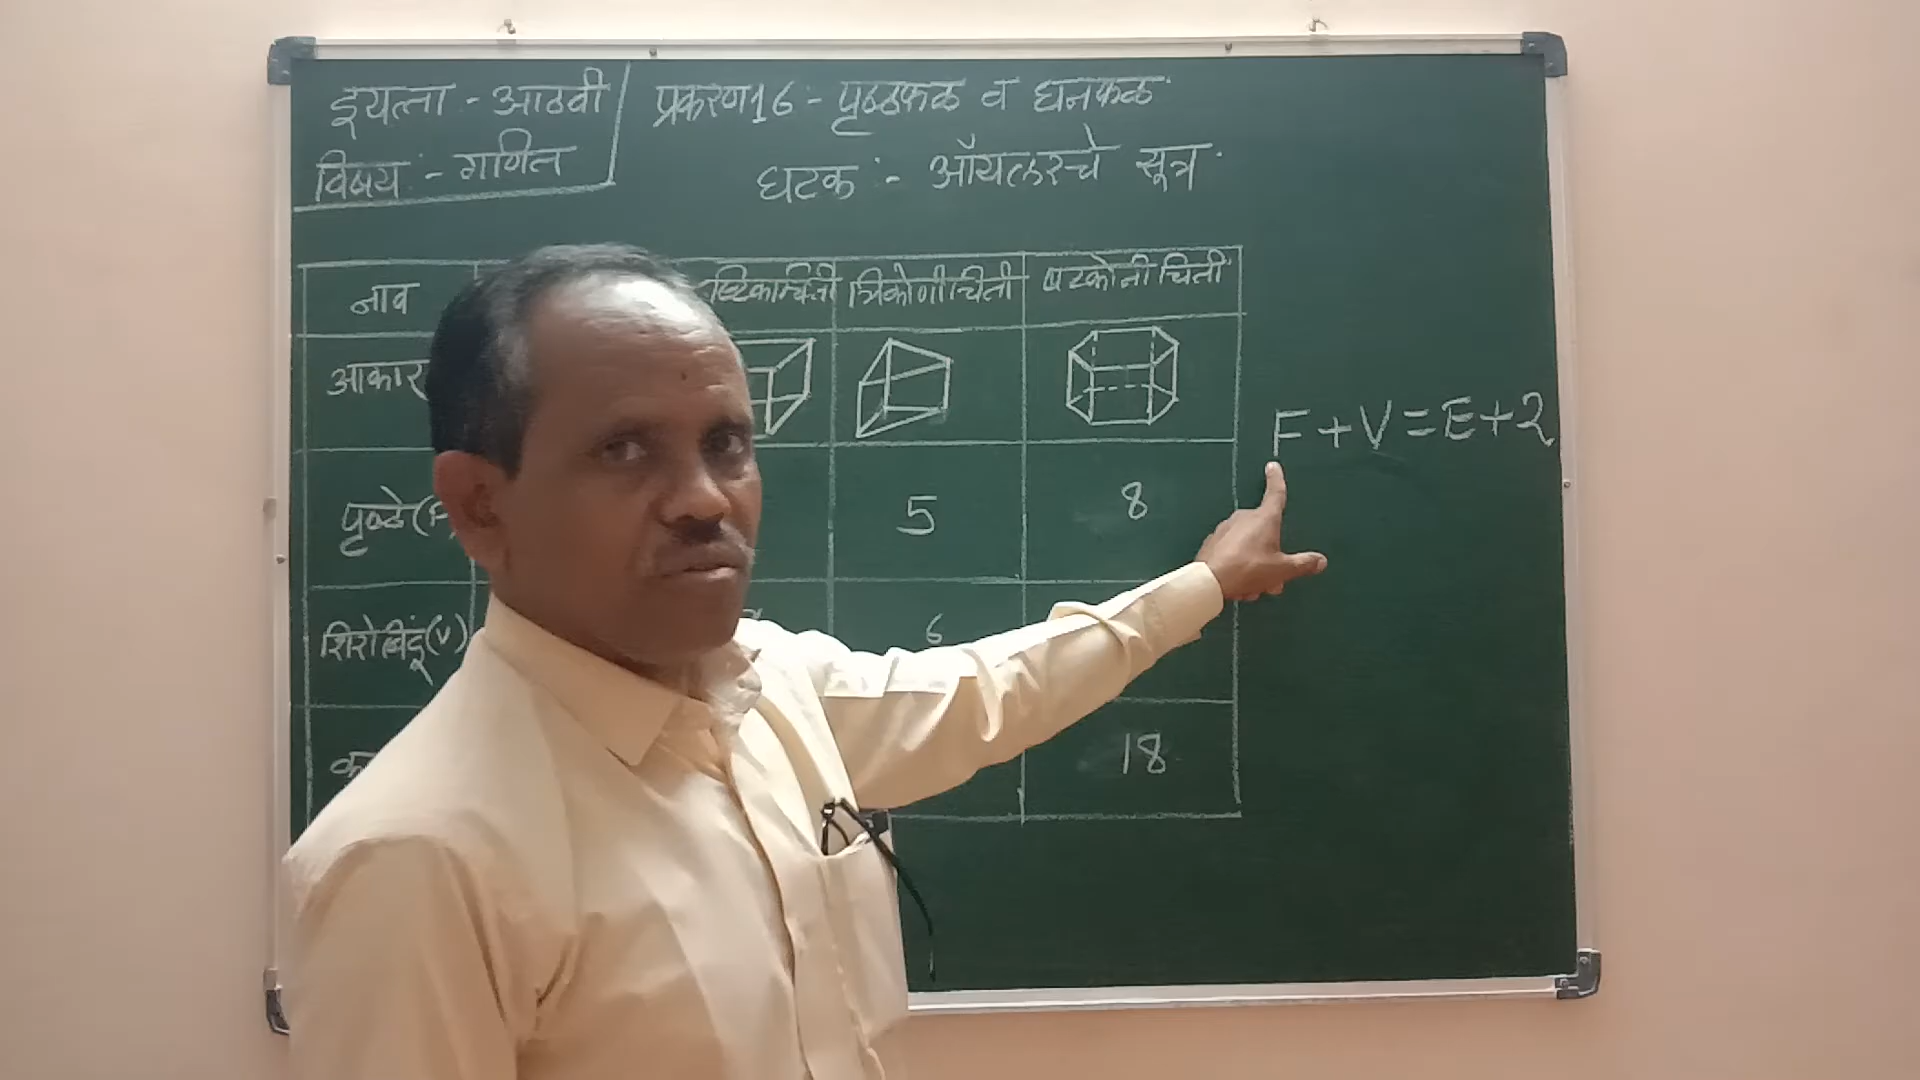 इयत्ता - आठवी
विषय :- गणित
प्रकरण 16 - पृष्ठफळ व घनफळ
घटक :- ऑयलरचे सूत्र
नाव ष्टिकाचिती त्रिकोणी चिती षटकोनी चिती
आकार
F + V = E + 2
पृष्ठे (F 5 8
शिरोबिंदू (V) 6
18